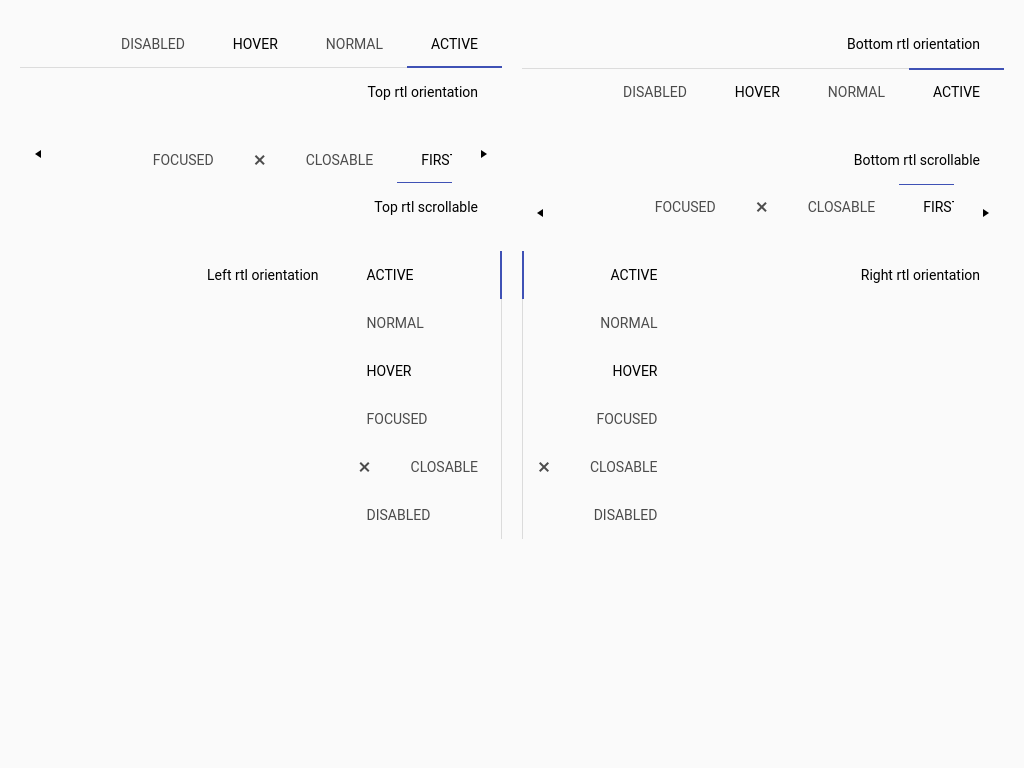 DISABLED HOVER NORMAL ACTIVE
Top rtl orientation
FOCUSED CLOSABLE FIRS
Top rtl scrollable
Left rtl orientation ACTIVE
NORMAL
HOVER
FOCUSED
CLOSABLE
DISABLED
Bottom rtl orientation
DISABLED HOVER NORMAL ACTIVE
Bottom rtl scrollable
FOCUSED CLOSABLE FIRS
ACTIVE Right rtl orientation
NORMAL
HOVER
FOCUSED
CLOSABLE
DISABLED